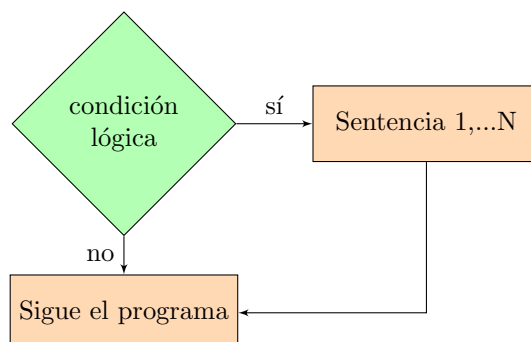 condición
lógica
sí
Sentencia 1,...N
no
Sigue el programa